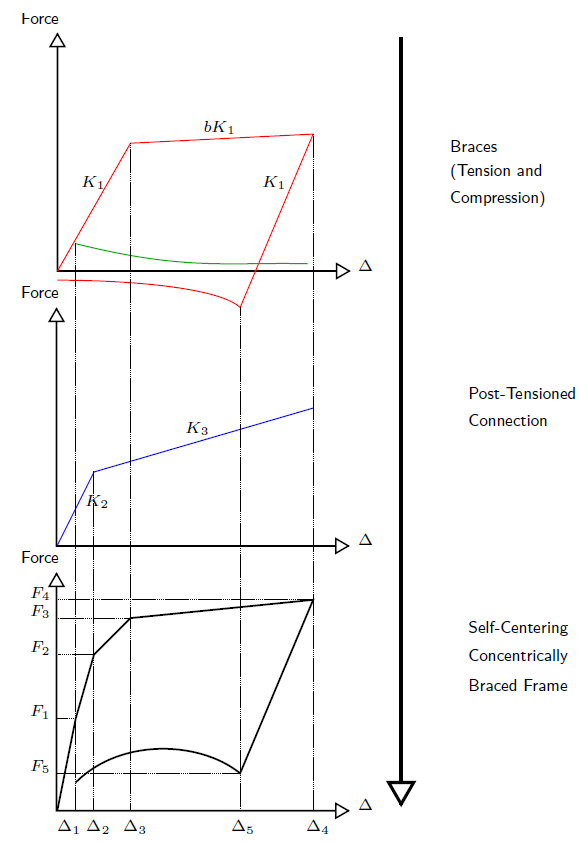 Force
bK₁
K₁
K₁
Δ
Braces
(Tension and
Compression)
Force
K₃
K₂
Δ
Post-Tensioned
Connection
Force
F₄
F₃
F₂
F₁
F₅
Δ
Δ₁ Δ₂ Δ₃ Δ₅ Δ₄
Self-Centering
Concentrically
Braced Frame